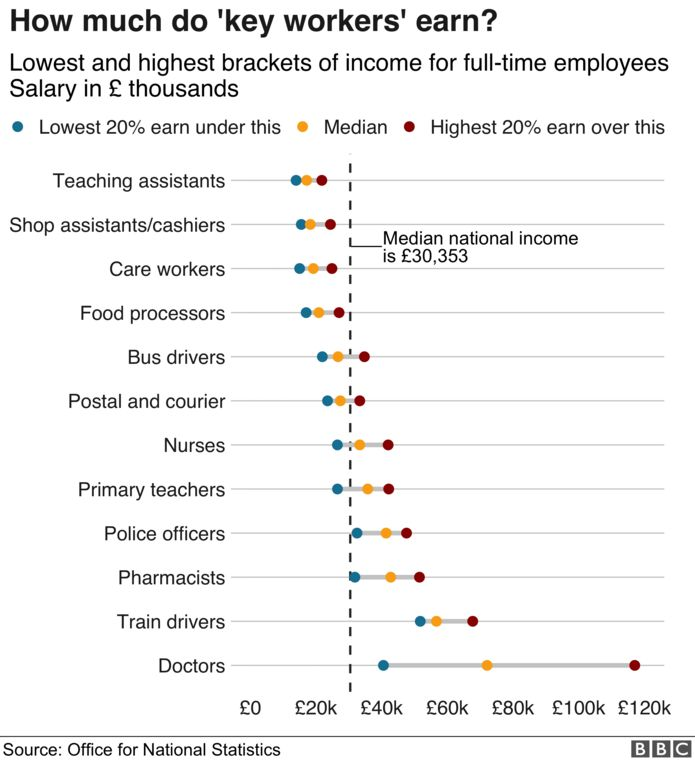 How much do 'key workers' earn?
Lowest and highest brackets of income for full-time employees
Salary in £ thousands
Lowest 20% earn under this Median Highest 20% earn over this
Teaching assistants
Shop assistants/cashiers
Median national income
is £30,353
Care workers
Food processors
Bus drivers
Postal and courier
Nurses
Primary teachers
Police officers
Pharmacists
Train drivers
Doctors
£0 £20k £40k £60k £80k £100k £120k
Source: Office for National Statistics
BBC